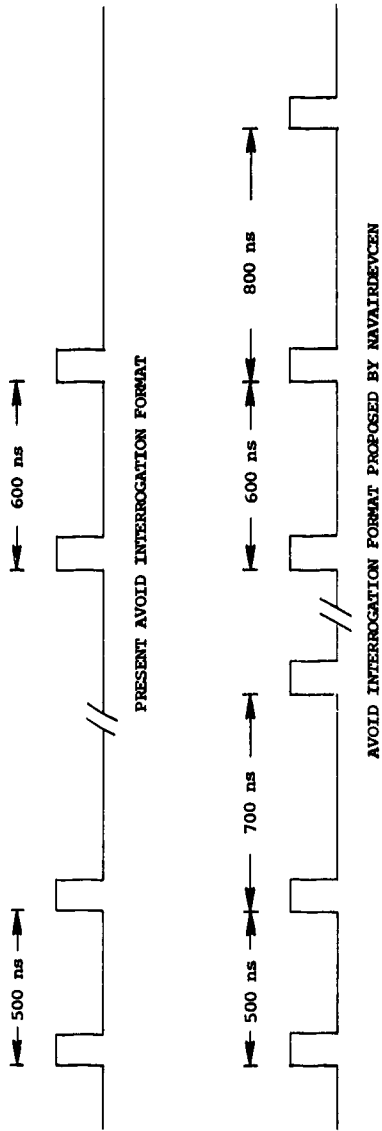 500 ns
600 ns
PRESENT AVOID INTERROGATION FORMAT
500 ns
700 ns
600 ns
800 ns
AVOID INTERROGATION FORMAT PROPOSED BY NAVAIRDEVCEN